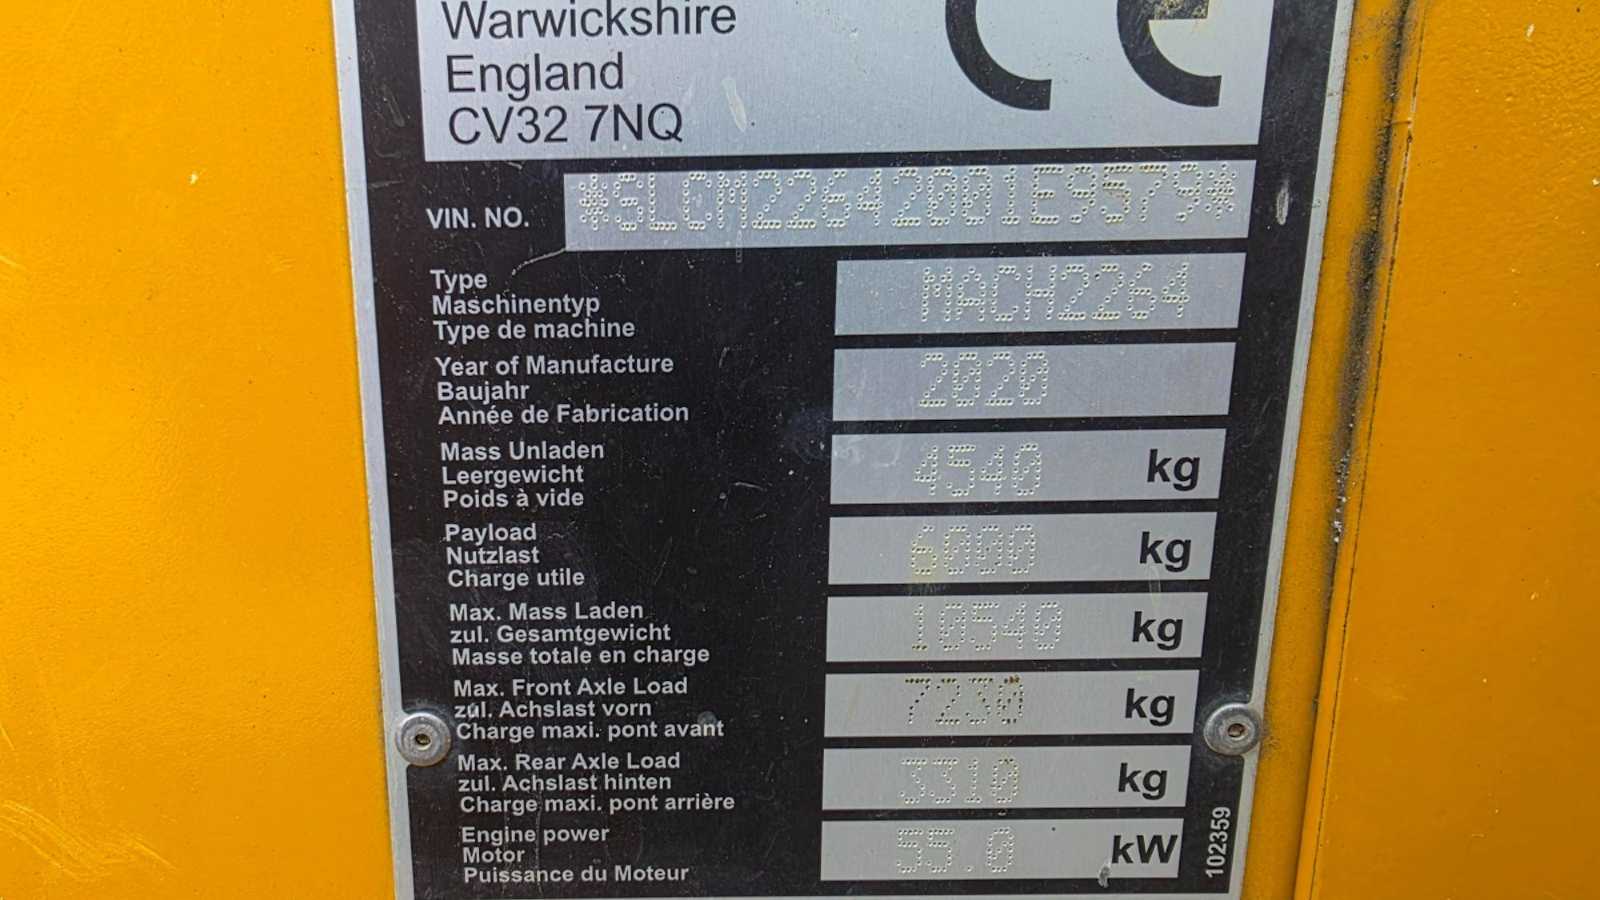 Warwickshire
England
CV32 7NQ
CE
VIN. NO. *SLCM2264200​1E9579*
Type
Maschinentyp
Type de machine
MACH2264
Year of Manufacture
Baujahr
Année de Fabrication
2020
Mass Unladen
Leergewicht
Poids à vide
4540 kg
Payload
Nutzlast
Charge utile
6000 kg
Max. Mass Laden
zul. Gesamtgewicht
Masse totale en charge
10540 kg
Max. Front Axle Load
zul. Achslast vorn
Charge maxi. pont avant
7230 kg
Max. Rear Axle Load
zul. Achslast hinten
Charge maxi. pont arrière
3310 kg
Engine power
Motor
Puissance du Moteur
55.0 kW
102359